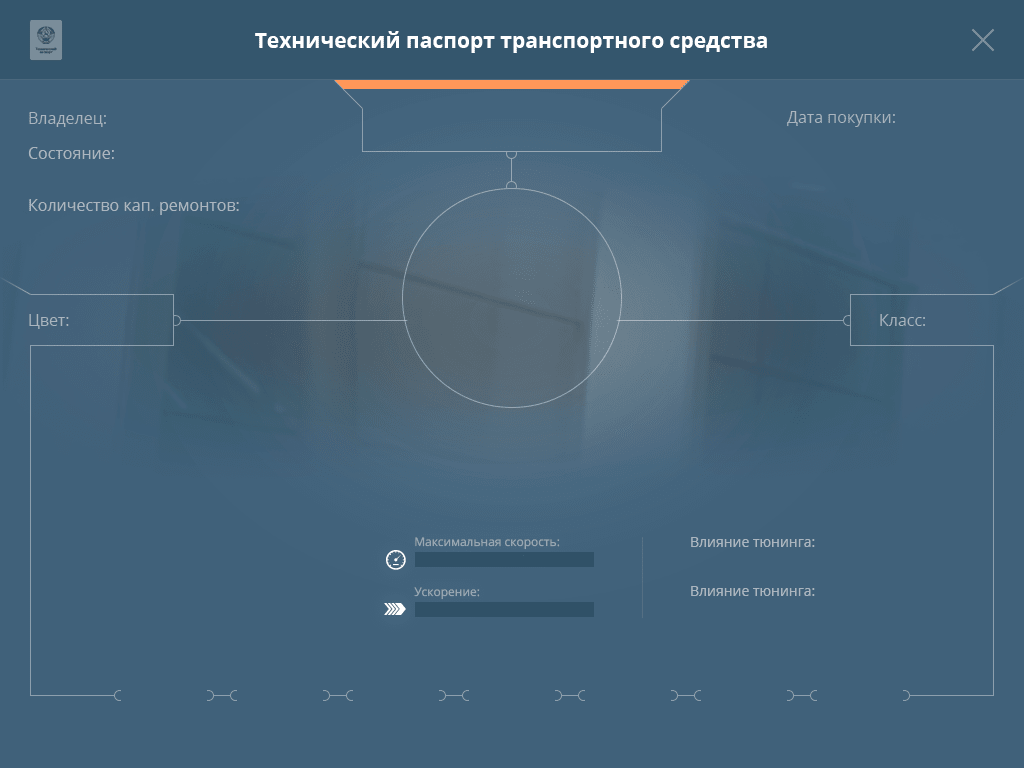 Технический паспорт транспортного средства
Владелец:
Дата покупки:
Состояние:
Количество кап. ремонтов:
Цвет:
Класс:
Максимальная скорость:
Влияние тюнинга:
Ускорение:
Влияние тюнинга: